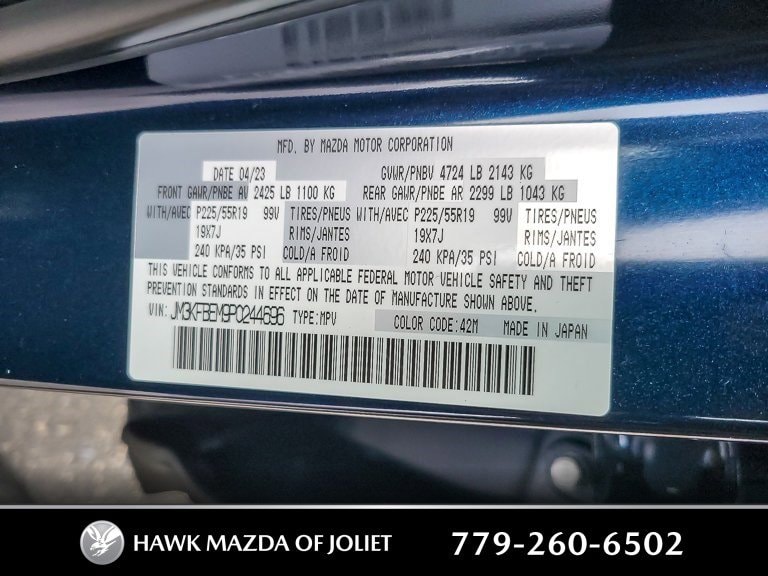 MFD. BY MAZDA MOTOR CORPORATION
DATE 04/23 GVWR/PNBV 4724 LB 2143 KG
FRONT GAWR/PNBE AV 2425 LB 1100 KG REAR GAWR/PNBE AR 2299 LB 1043 KG
WITH/AVEC P225/55R19 99V TIRES/PNEUS WITH/AVEC P225/55R19 99V TIRES/PNEUS
19X7J RIMS/JANTES 19X7J RIMS/JANTES
240 KPA/35 PSI COLD/A FROID 240 KPA/35 PSI COLD/A FROID
THIS VEHICLE CONFORMS TO ALL APPLICABLE FEDERAL MOTOR VEHICLE SAFETY AND THEFT
PREVENTION STANDARDS IN EFFECT ON THE DATE OF MANUFACTURE SHOWN ABOVE.
VIN: JM3KFBEM9P0244696 TYPE:MPV COLOR CODE:42M MADE IN JAPAN
HAWK MAZDA OF JOLIET 779-260-6502